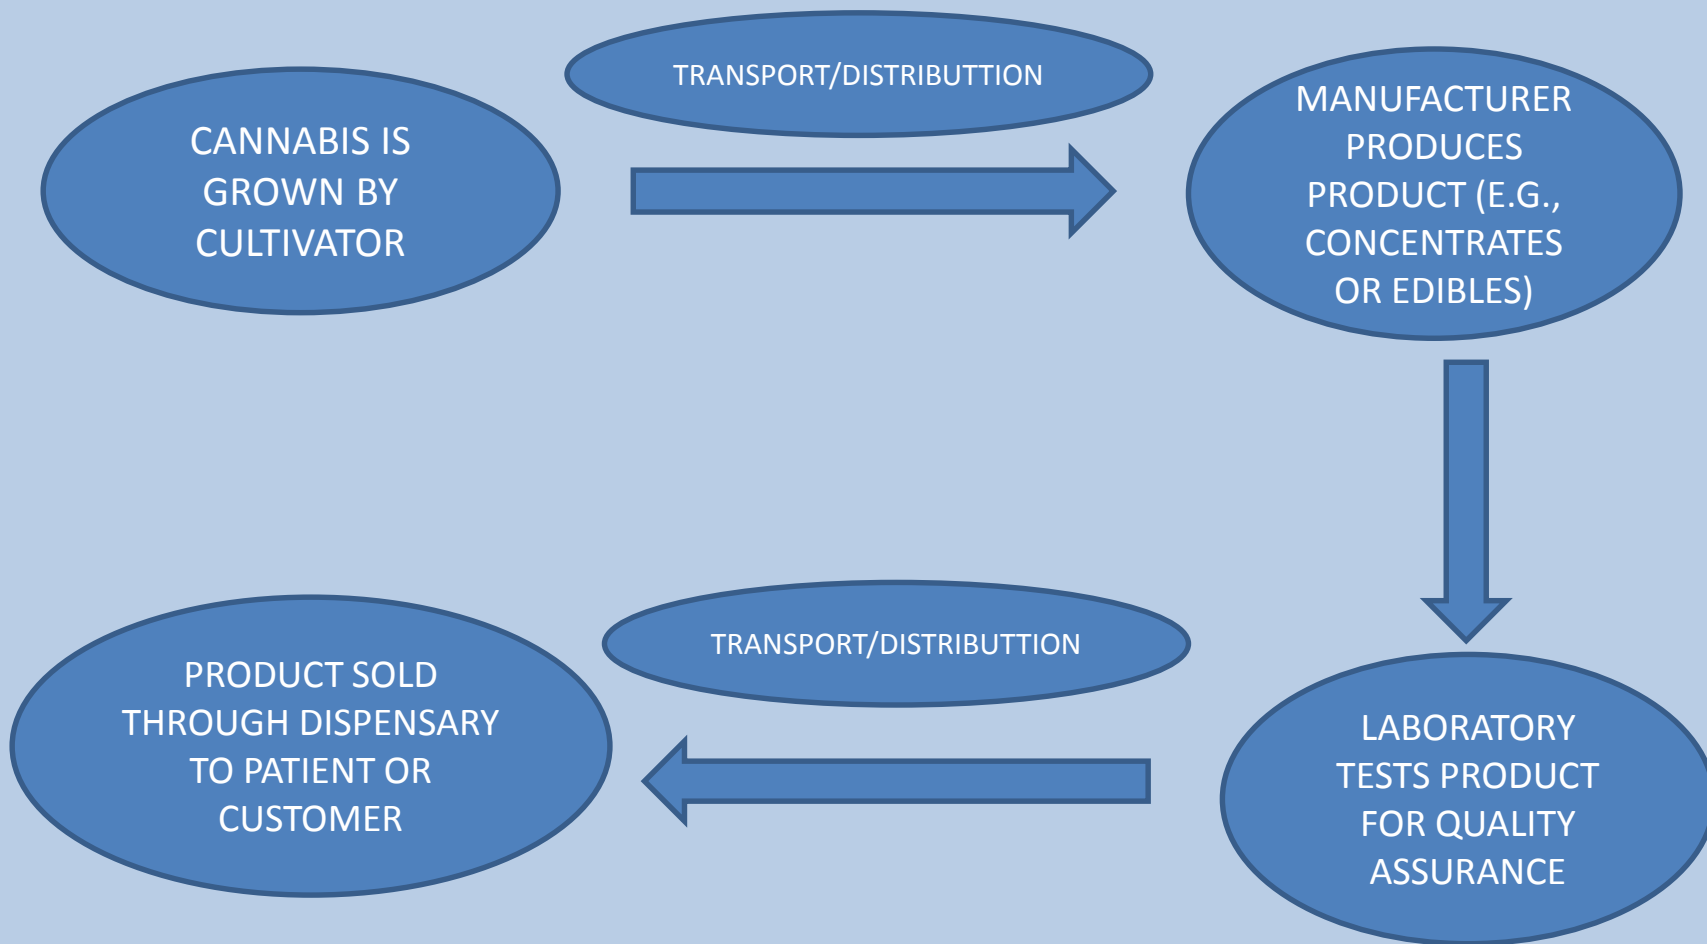 CANNABIS IS
GROWN BY
CULTIVATOR
TRANSPORT/DISTRIBUTTION
MANUFACTURER
PRODUCES
PRODUCT (E.G.,
CONCENTRATES
OR EDIBLES)
LABORATORY
TESTS PRODUCT
FOR QUALITY
ASSURANCE
TRANSPORT/DISTRIBUTTION
PRODUCT SOLD
THROUGH DISPENSARY
TO PATIENT OR
CUSTOMER